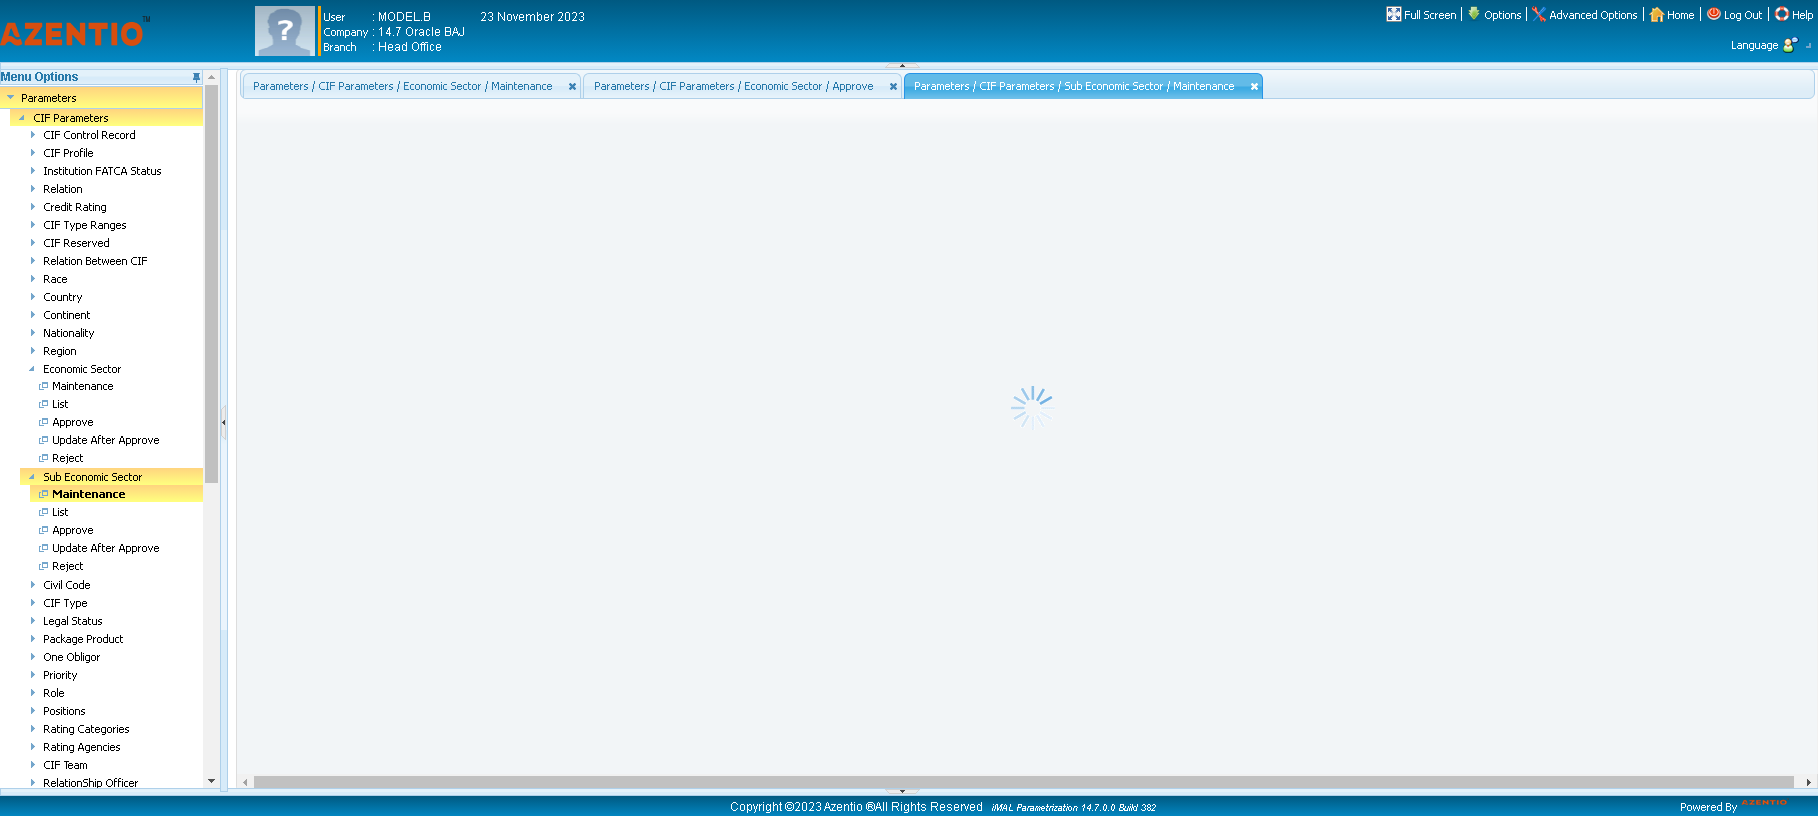 AZENTIO™
User : MODEL.B 23 November 2023
Company : 14.7 Oracle BAJ
Branch : Head Office
Full Screen | Options | Advanced Options | Home | Log Out | Help
Language
Menu Options
Parameters / CIF Parameters / Economic Sector / Maintenance
Parameters / CIF Parameters / Economic Sector / Approve
Parameters / CIF Parameters / Sub Economic Sector / Maintenance
Parameters
CIF Parameters
CIF Control Record
CIF Profile
Institution FATCA Status
Relation
Credit Rating
CIF Type Ranges
CIF Reserved
Relation Between CIF
Race
Country
Continent
Nationality
Region
Economic Sector
Maintenance
List
Approve
Update After Approve
Reject
Sub Economic Sector
Maintenance
List
Approve
Update After Approve
Reject
Civil Code
CIF Type
Legal Status
Package Product
One Obligor
Priority
Role
Positions
Rating Categories
Rating Agencies
CIF Team
RelationShip Officer
Copyright ©2023 Azentio ®All Rights Reserved iMAL Parametrization 14.7.0.0 Build 382
Powered By AZENTIO